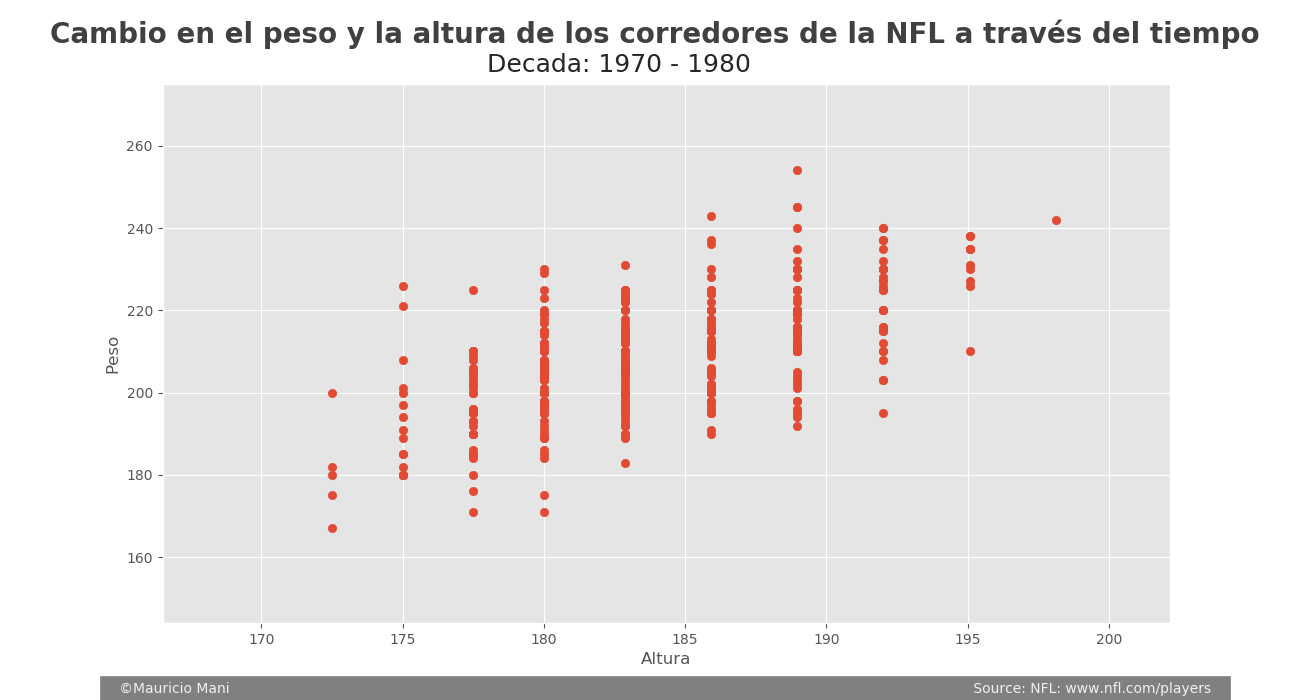 Cambio en el peso y la altura de los corredores de la NFL a través del tiempo
Decada: 1970 - 1980
260
240
220
200
180
160
Peso
170 175 180 185 190 195 200
Altura
©Mauricio Mani Source: NFL: www.nfl.com/players